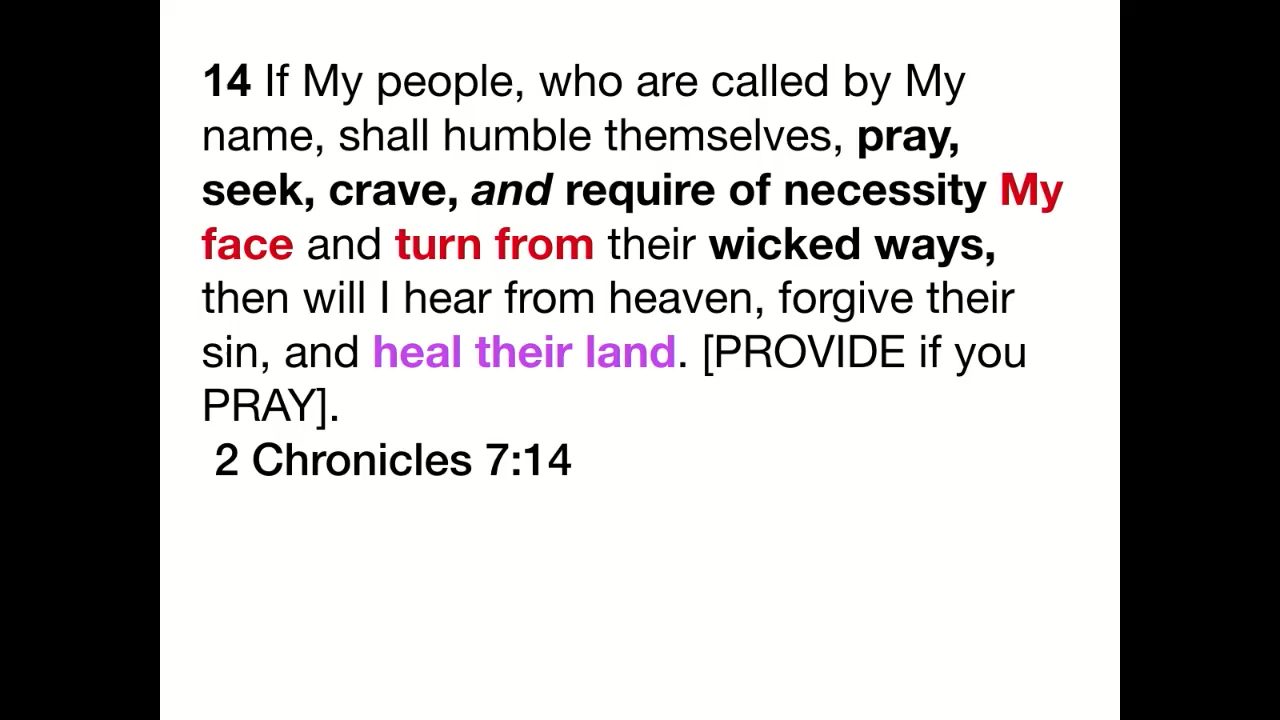 14 If My people, who are called by My
name, shall humble themselves, pray,
seek, crave, and require of necessity My
face and turn from their wicked ways,
then will I hear from heaven, forgive their
sin, and heal their land. [PROVIDE if you
PRAY].
2 Chronicles 7:14